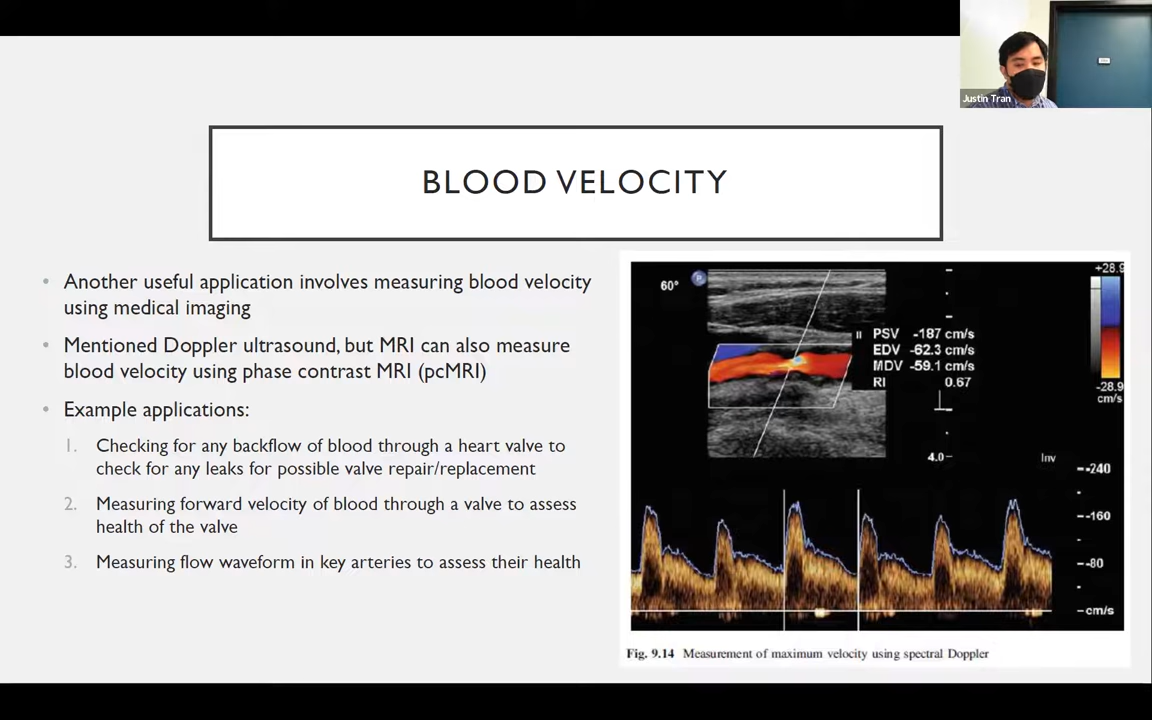 Justin Tran
BLOOD VELOCITY
• Another useful application involves measuring blood velocity
using medical imaging
• Mentioned Doppler ultrasound, but MRI can also measure
blood velocity using phase contrast MRI (pcMRI)
• Example applications:
1. Checking for any backflow of blood through a heart valve to
check for any leaks for possible valve repair/replacement
2. Measuring forward velocity of blood through a valve to assess
health of the valve
3. Measuring flow waveform in key arteries to assess their health
60°
+28.9
PSV -187 cm/s
EDV -62.3 cm/s
MDV -59.1 cm/s
RI 0.67
-28.9
cm/s
4.0
Inv
-240
-160
-80
cm/s
Fig. 9.14 Measurement of maximum velocity using spectral Doppler